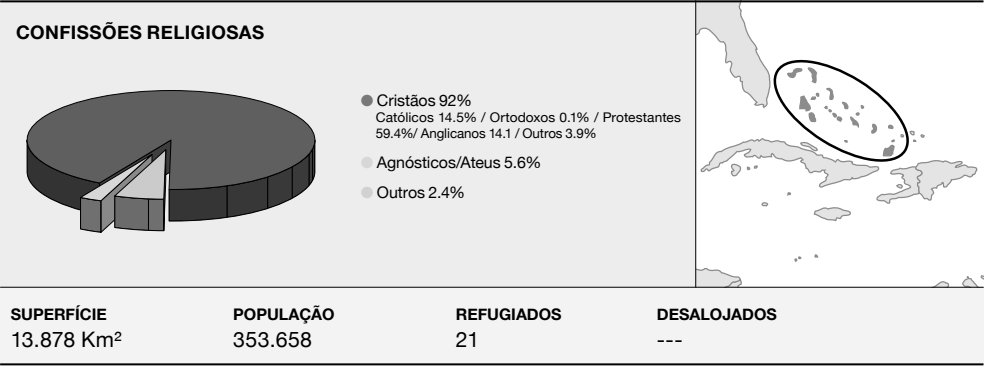 CONFISSÕES RELIGIOSAS
Cristãos 92%
Católicos 14.5% / Ortodoxos 0.1% / Protestantes
59.4%/ Anglicanos 14.1 / Outros 3.9%
Agnósticos/Ateus 5.6%
Outros 2.4%
SUPERFÍCIE
13.878 Km²
POPULAÇÃO
353.658
REFUGIADOS
21
DESALOJADOS
---